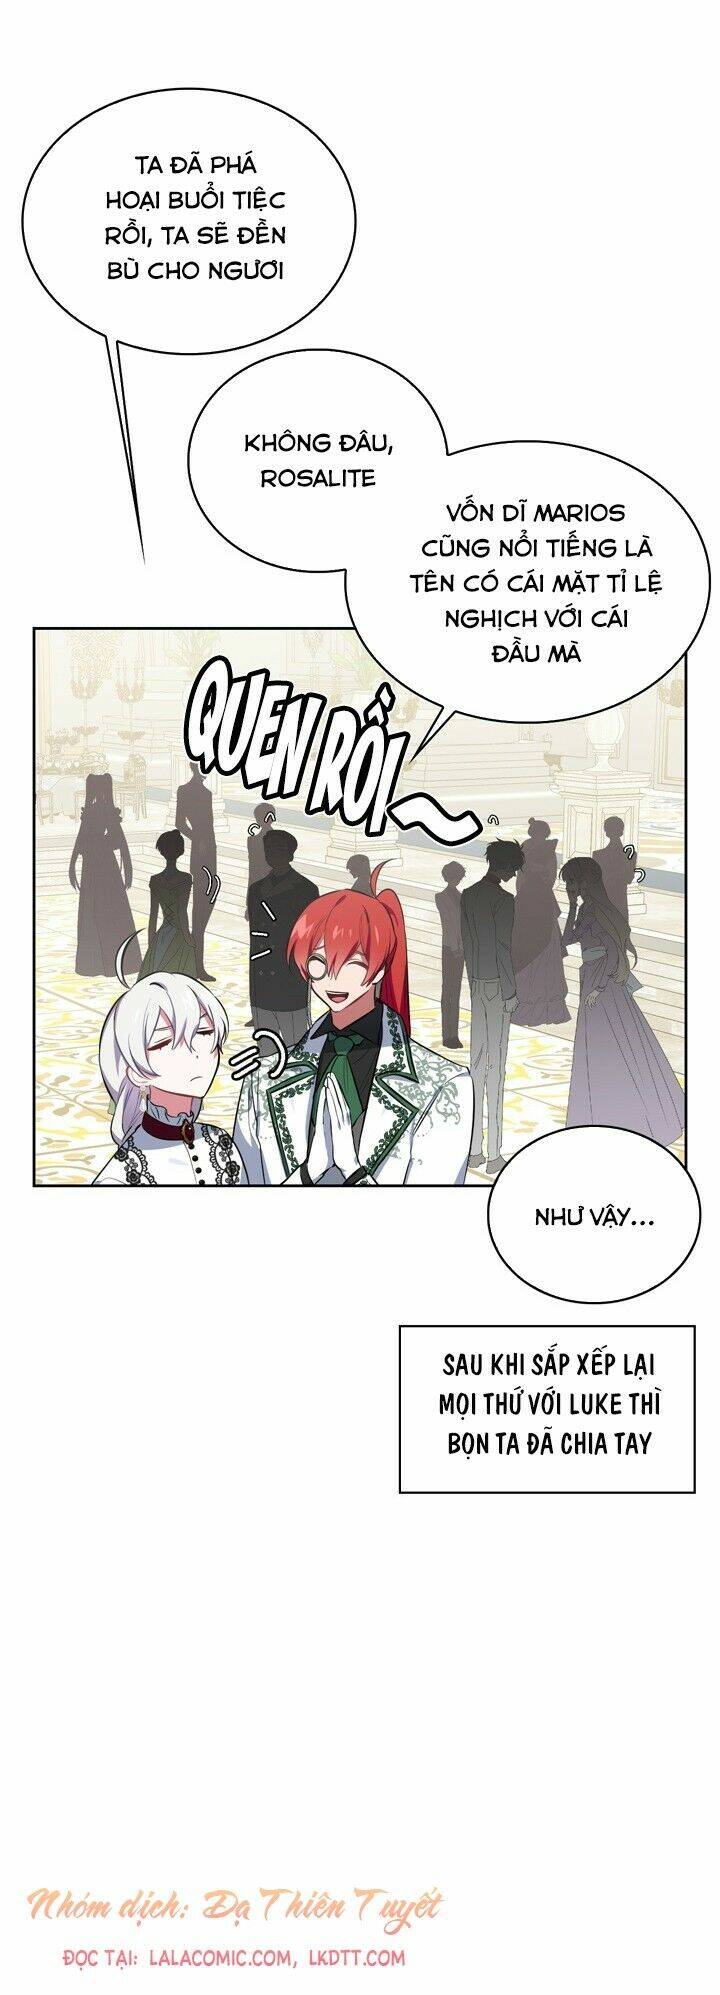 TA ĐÃ PHÁ
HOẠI BUỔI TIỆC
RỒI, TA SẼ ĐỀN
BÙ CHO NGƯƠI
KHÔNG ĐÂU,
ROSALITE
VỐN DĨ MARIOS
CŨNG NỔI TIẾNG LÀ
TÊN CÓ CÁI MẶT TỈ LỆ
NGHỊCH VỚI CÁI
ĐẦU MÀ
QUEN RỒI~
NHƯ VẬY...
SAU KHI SẮP XẾP LẠI
MỌI THỨ VỚI LUKE THÌ
BỌN TA ĐÃ CHIA TAY
Nhóm dịch: Dạ Thiên Tuyết
ĐỌC TẠI: LALACOMIC.COM, LKDTT.COM